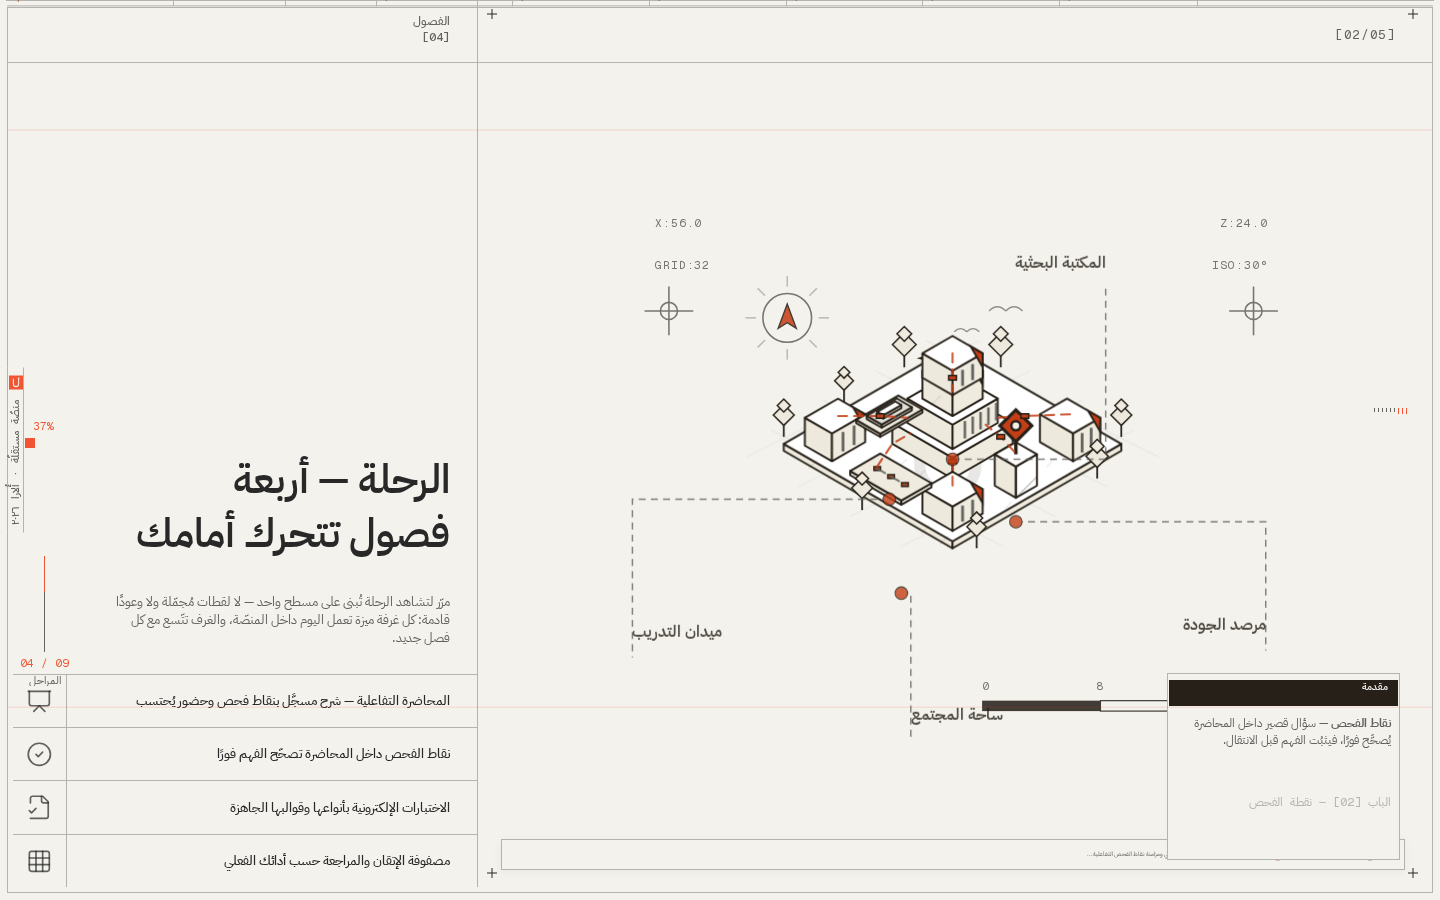 الفصول
[04]
[02/05]
X:56.0
Z:24.0
GRID:32
ISO:30°
المكتبة البحثية
37%
منصّة مستقلّة ·
الرحلة — أربعة
فصول تتحرك أمامك
مرّر لتشاهد الرحلة تُبنى على مسطح واحد — لا لقطات مُجمّلة ولا وعودًا
قادمة: كل غرفة ميزة تعمل اليوم داخل المنصّة، والغرف تتّسع مع كل
فصل جديد.
04 / 09
المراحل
المحاضرة التفاعلية — شرح مسجَّل بنقاط فحص وحضور يُحتسب
نقاط الفحص داخل المحاضرة تصحّح الفهم فورًا
الاختبارات الإلكترونية بأنواعها وقوالبها الجاهزة
مصفوفة الإتقان والمراجعة حسب أدائك الفعلي
مرصد الجودة
ميدان التدريب
0
8
ساحة المجتمع
مقدمة
نقاط الفحص — سؤال قصير داخل المحاضرة
يُصحَّح فورًا، فيثبُت الفهم قبل الانتقال.
الباب [02] — نقطة الفحص
ومزامنة نقاط الفحص التفاعلية...